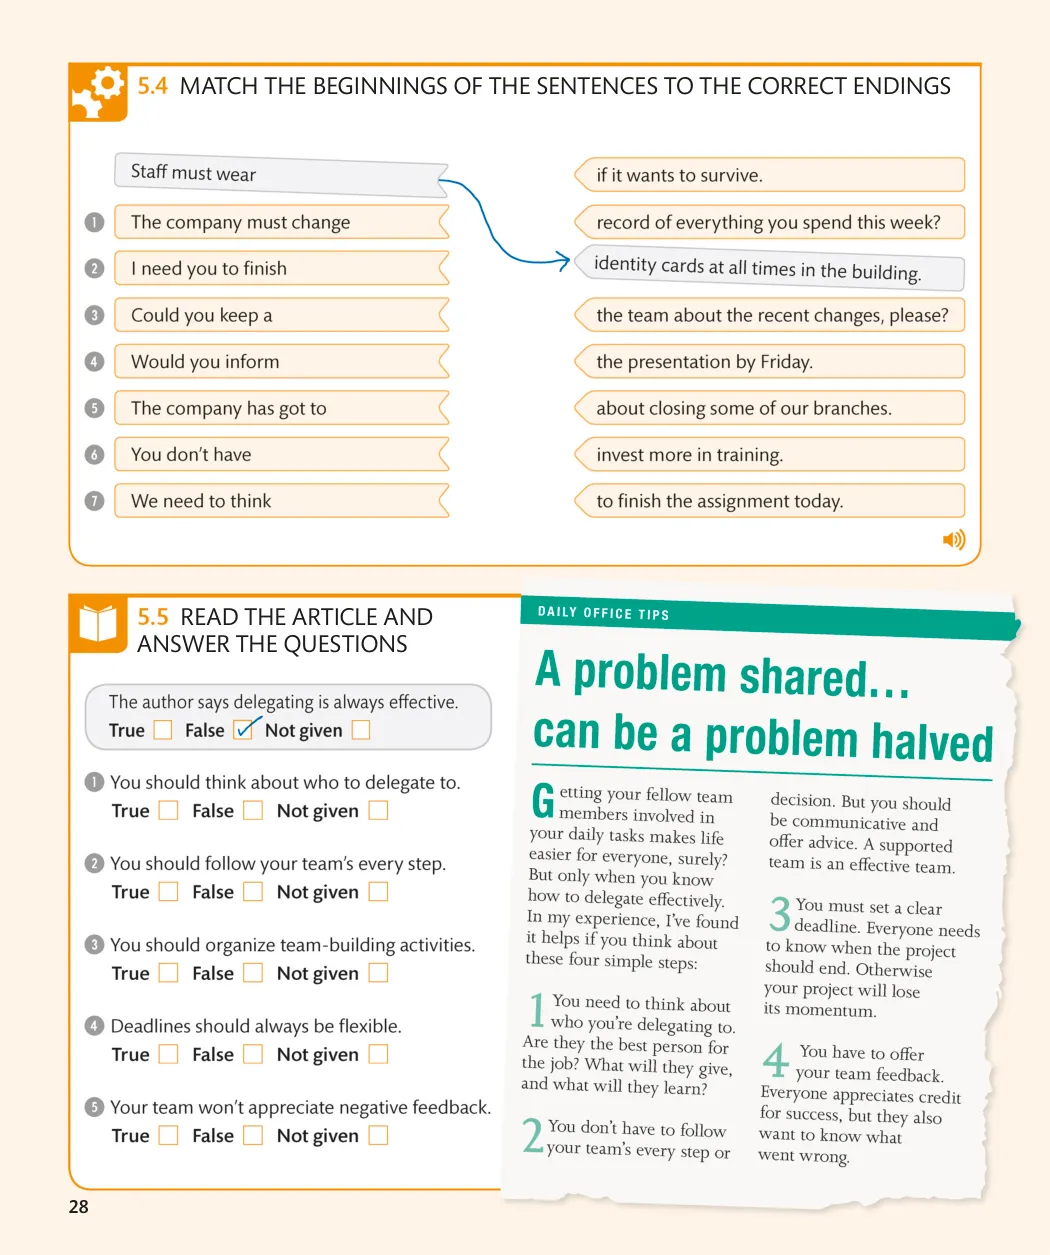 5.4 MATCH THE BEGINNINGS OF THE SENTENCES TO THE CORRECT ENDINGS
Staff must wear
if it wants to survive.
1 The company must change
record of everything you spend this week?
2 I need you to finish
identity cards at all times in the building.
3 Could you keep a
the team about the recent changes, please?
4 Would you inform
the presentation by Friday.
5 The company has got to
about closing some of our branches.
6 You don't have
invest more in training.
7 We need to think
to finish the assignment today.
5.5 READ THE ARTICLE AND
ANSWER THE QUESTIONS
The author says delegating is always effective.
True False Not given
1 You should think about who to delegate to.
True False Not given
2 You should follow your team's every step.
True False Not given
3 You should organize team-building activities.
True False Not given
4 Deadlines should always be flexible.
True False Not given
5 Your team won't appreciate negative feedback.
True False Not given
DAILY OFFICE TIPS
A problem shared...
can be a problem halved
Getting your fellow team
members involved in
your daily tasks makes life
easier for everyone, surely?
But only when you know
how to delegate effectively.
In my experience, I've found
it helps if you think about
these four simple steps:
1 You need to think about
who you're delegating to.
Are they the best person for
the job? What will they give,
and what will they learn?
2 You don't have to follow
your team's every step or
decision. But you should
be communicative and
offer advice. A supported
team is an effective team.
3 You must set a clear
deadline. Everyone needs
to know when the project
should end. Otherwise
your project will lose
its momentum.
4 You have to offer
your team feedback.
Everyone appreciates credit
for success, but they also
want to know what
went wrong.
28